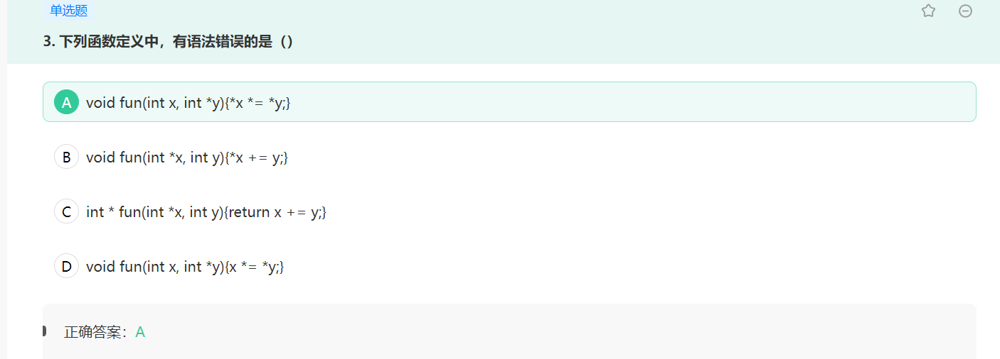 单选题
3. 下列函数定义中，有语法错误的是（）
A void fun(int x, int *y){*x *= *y;}
B void fun(int *x, int y){*x += y;}
C int * fun(int *x, int y){return x += y;}
D void fun(int x, int *y){x *= *y;}
正确答案：A